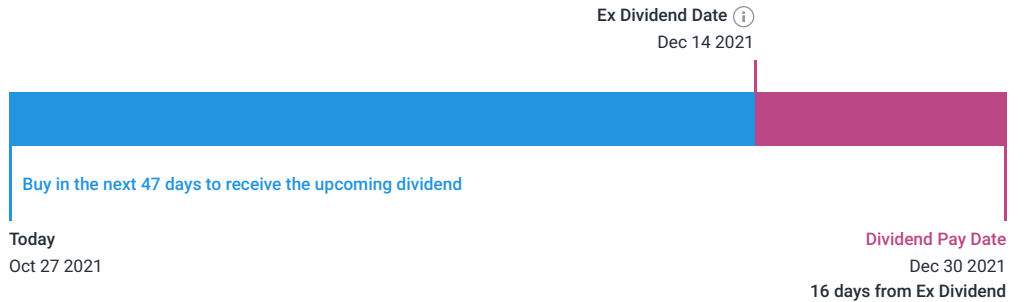 Ex Dividend Date
Dec 14 2021
Buy in the next 47 days to receive the upcoming dividend
Today
Oct 27 2021
Dividend Pay Date
Dec 30 2021
16 days from Ex Dividend